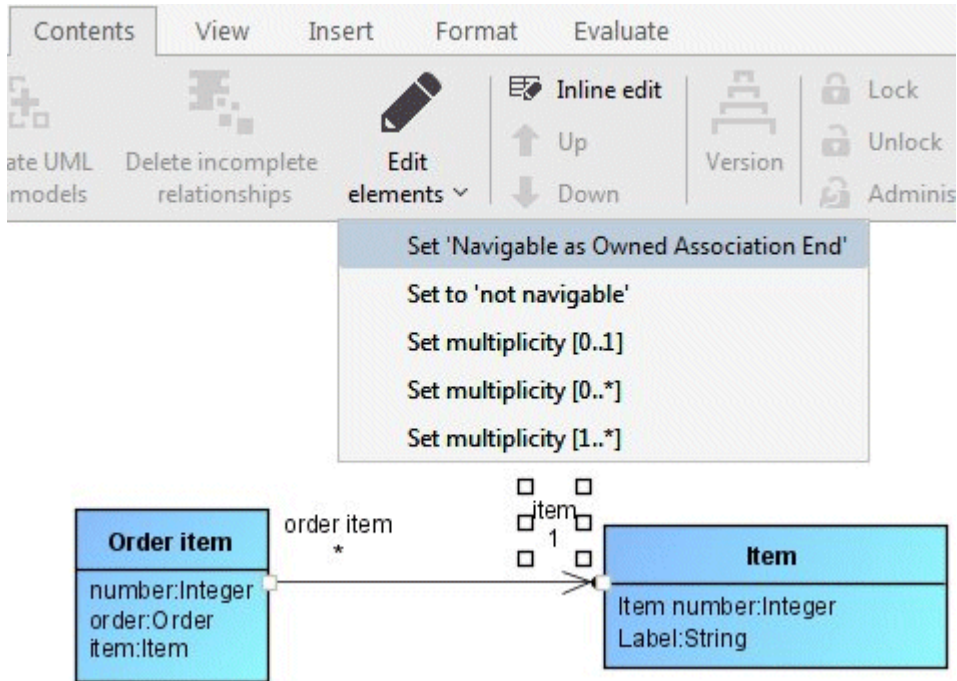 Contents View Insert Format Evaluate
ate UML
models
Delete incomplete
relationships
Edit
elements
Inline edit
Up
Down
Version
Lock
Unlock
Adminis
Set 'Navigable as Owned Association End'
Set to 'not navigable'
Set multiplicity [0..1]
Set multiplicity [0..*]
Set multiplicity [1..*]
Order item
number:Integer
order:Order
item:Item
order item
*
item
1
Item
Item number:Integer
Label:String